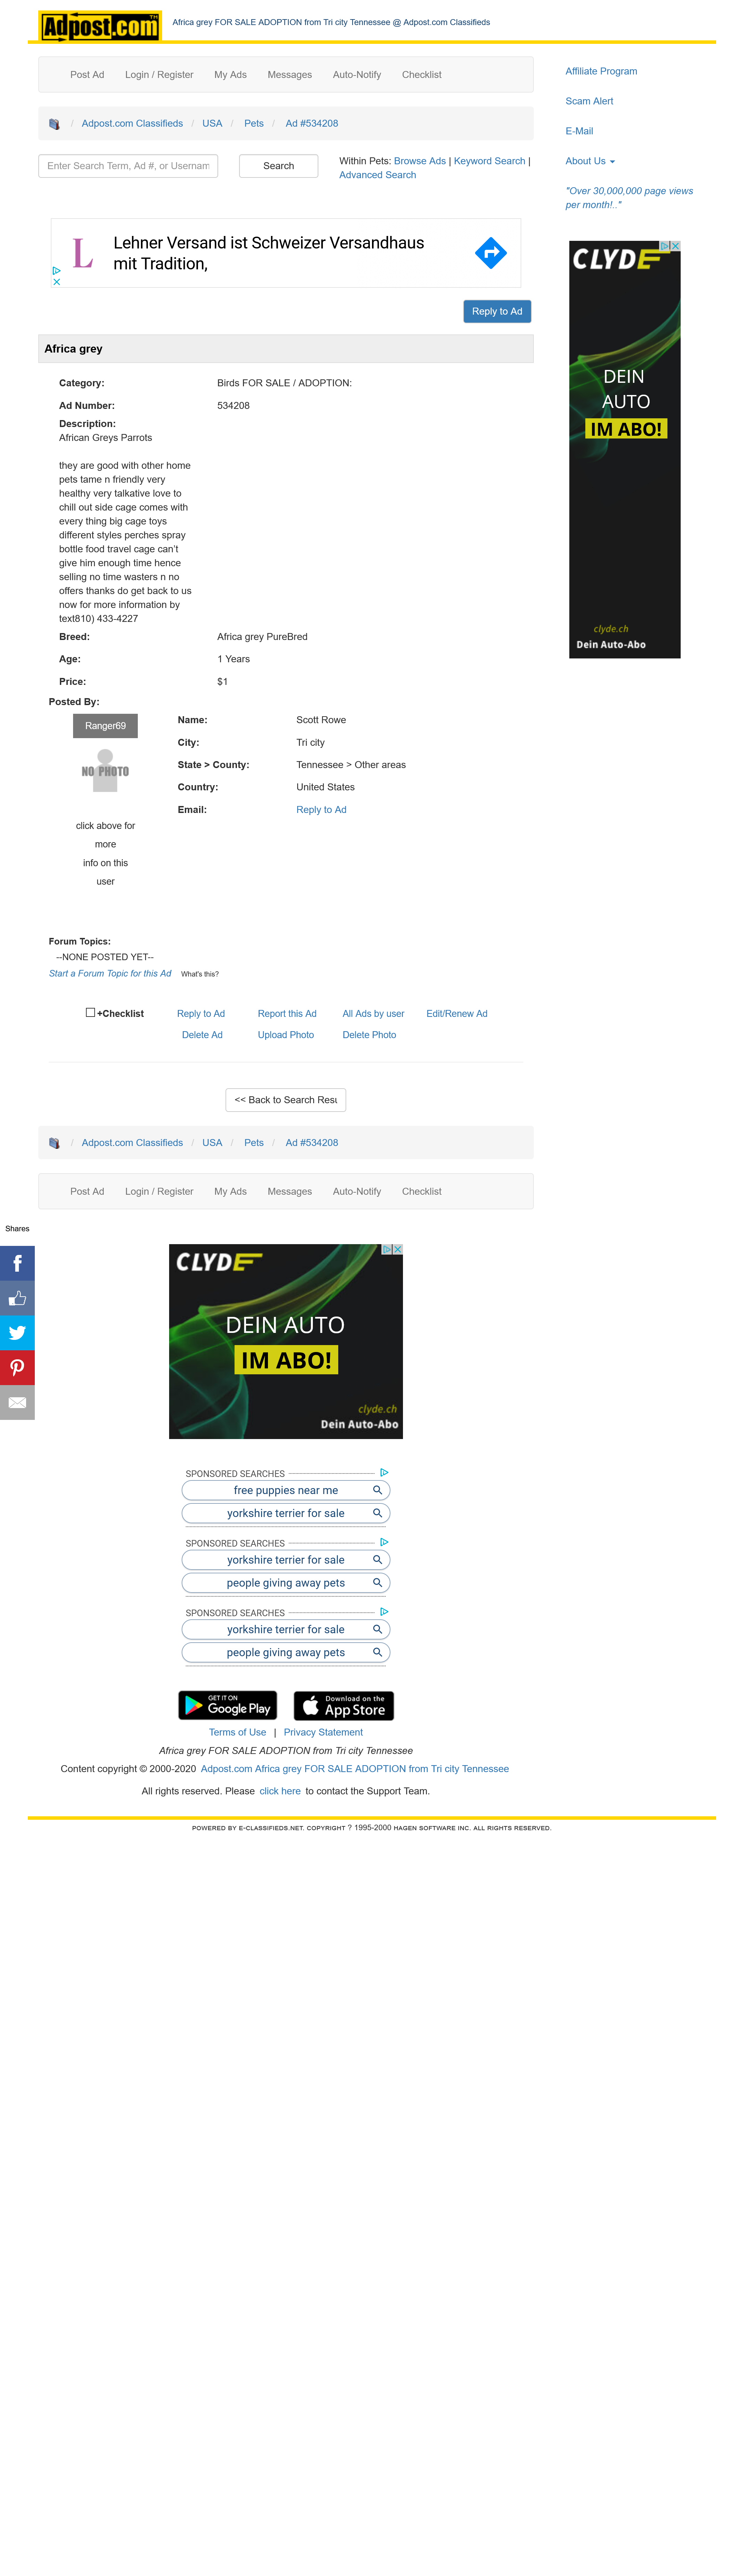 Adpost.com TM
Africa grey FOR SALE ADOPTION from Tri city Tennessee @ Adpost.com Classifieds
Post Ad Login / Register My Ads Messages Auto-Notify Checklist
Affiliate Program
Scam Alert
E-Mail
About Us
"Over 30,000,000 page views
per month!.."
/ Adpost.com Classifieds / USA / Pets / Ad #534208
Enter Search Term, Ad #, or Usernam
Search
Within Pets: Browse Ads | Keyword Search |
Advanced Search
L
Lehner Versand ist Schweizer Versandhaus
mit Tradition,
CLYDE
DEIN
AUTO
IM ABO!
clyde.ch
Dein Auto-Abo
Reply to Ad
Africa grey
Category: Birds FOR SALE / ADOPTION:
Ad Number: 534208
Description:
African Greys Parrots
they are good with other home
pets tame n friendly very
healthy very talkative love to
chill out side cage comes with
every thing big cage toys
different styles perches spray
bottle food travel cage can't
give him enough time hence
selling no time wasters n no
offers thanks do get back to us
now for more information by
text810) 433-4227
Breed: Africa grey PureBred
Age: 1 Years
Price: $1
Posted By:
Ranger69
NO PHOTO
click above for
more
info on this
user
Name: Scott Rowe
City: Tri city
State > County: Tennessee > Other areas
Country: United States
Email: Reply to Ad
Forum Topics:
--NONE POSTED YET--
Start a Forum Topic for this Ad What's this?
+Checklist Reply to Ad Report this Ad All Ads by user Edit/Renew Ad
Delete Ad Upload Photo Delete Photo
<< Back to Search Resu
/ Adpost.com Classifieds / USA / Pets / Ad #534208
Post Ad Login / Register My Ads Messages Auto-Notify Checklist
Shares
CLYDE
DEIN AUTO
IM ABO!
clyde.ch
Dein Auto-Abo
SPONSORED SEARCHES
free puppies near me
yorkshire terrier for sale
SPONSORED SEARCHES
yorkshire terrier for sale
people giving away pets
SPONSORED SEARCHES
yorkshire terrier for sale
people giving away pets
GET IT ON
Google Play
Download on the
App Store
Terms of Use | Privacy Statement
Africa grey FOR SALE ADOPTION from Tri city Tennessee
Content copyright © 2000-2020 Adpost.com Africa grey FOR SALE ADOPTION from Tri city Tennessee
All rights reserved. Please click here to contact the Support Team.
POWERED BY E-CLASSIFIEDS.NET. COPYRIGHT ? 1995-2000 HAGEN SOFTWARE INC. ALL RIGHTS RESERVED.